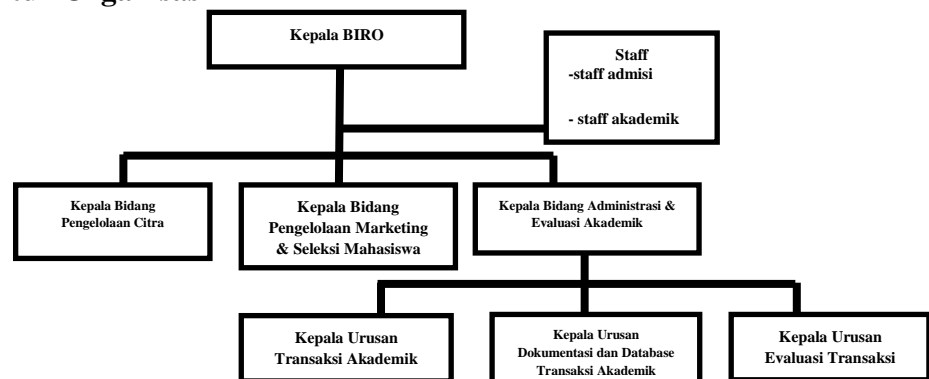 Kepala BIRO
Staff
-staff admisi
- staff akademik
Kepala Bidang
Pengelolaan Citra
Kepala Bidang
Pengelolaan Marketing
& Seleksi Mahasiswa
Kepala Bidang Administrasi &
Evaluasi Akademik
Kepala Urusan
Transaksi Akademik
Kepala Urusan
Dokumentasi dan Database
Transaksi Akademik
Kepala Urusan
Evaluasi Transaksi